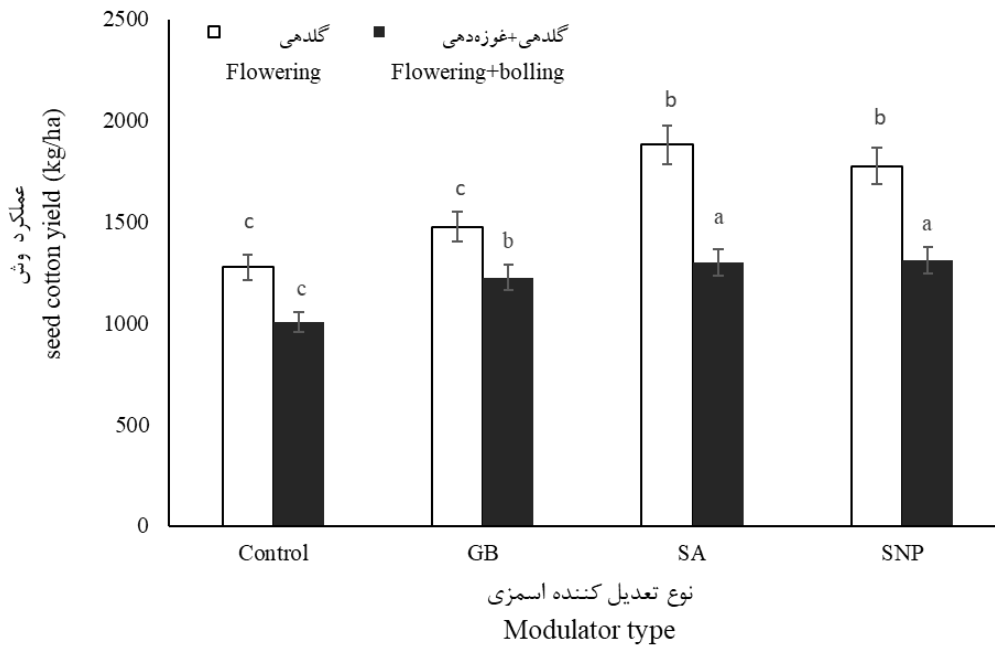 2500
2000
1500
1000
500
0
عملکرد وش
seed cotton yield (kg/ha)
گلدهی
Flowering
گلدهی+غوزه‌دهی
Flowering+bolling
c
c
c
b
b
a
b
a
Control
GB
SA
SNP
نوع تعدیل کننده اسمزی
Modulator type